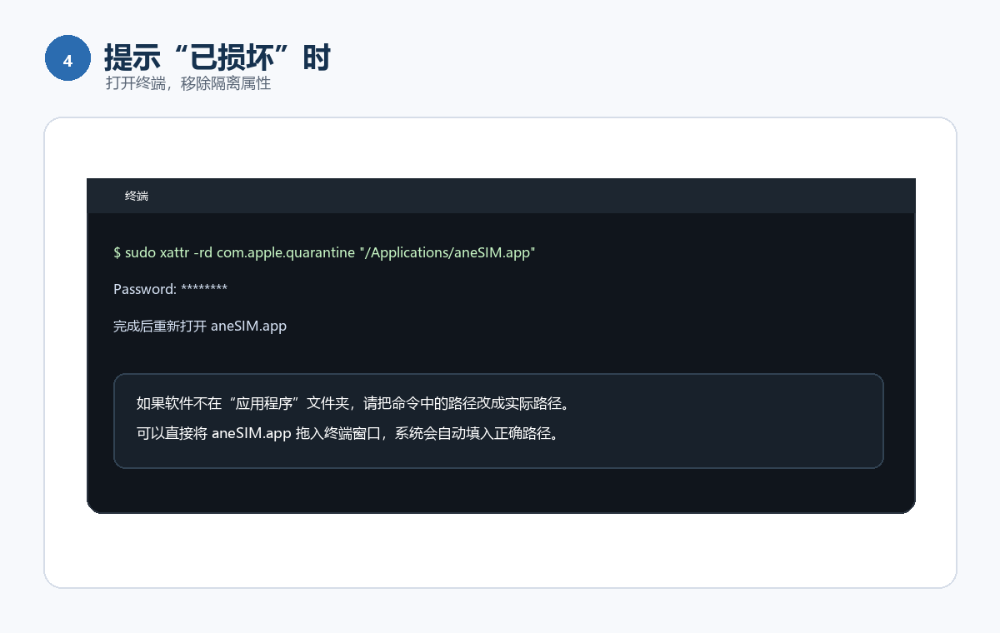 4
提示“已损坏”时
打开终端，移除隔离属性
终端
$ sudo xattr -rd com.apple.quarantine "/Applications/aneSIM.app"
Password: ********
完成后重新打开 aneSIM.app
如果软件不在“应用程序”文件夹，请把命令中的路径改成实际路径。
可以直接将 aneSIM.app 拖入终端窗口，系统会自动填入正确路径。